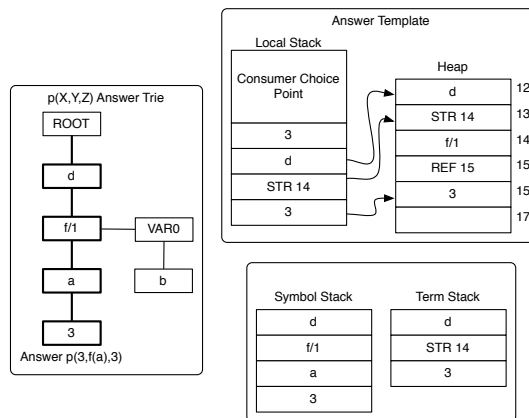 p(X,Y,Z) Answer Trie
ROOT
d
f/1
VAR0
a
b
3
Answer p(3,f(a),3)
Answer Template
Local Stack
Consumer Choice
Point
3
d
STR 14
3
Heap
d
12
STR 14
13
f/1
14
REF 15
15
3
15
17
Symbol Stack
d
f/1
a
3
Term Stack
d
STR 14
3